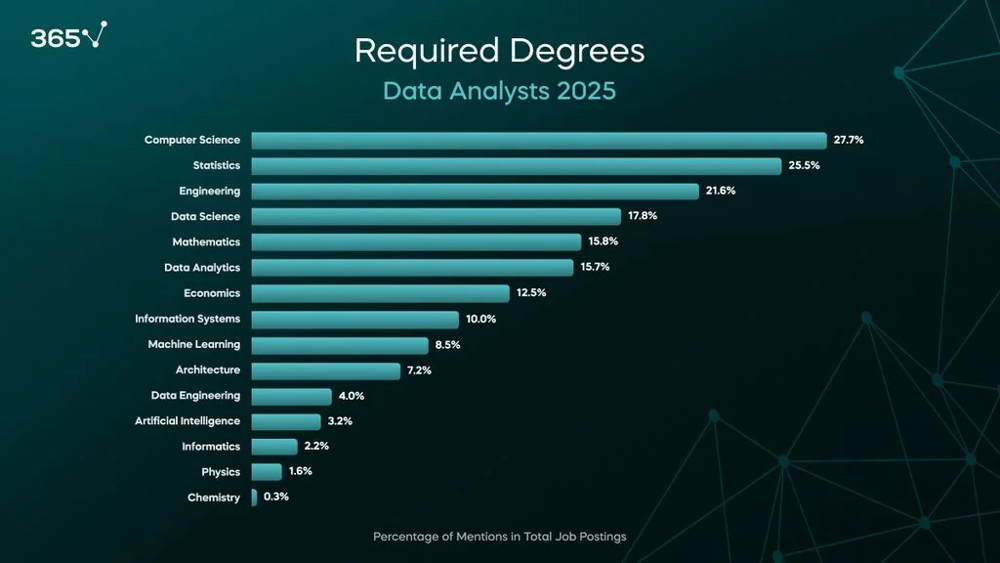 365
Required Degrees
Data Analysts 2025
Computer Science 27.7%
Statistics 25.5%
Engineering 21.6%
Data Science 17.8%
Mathematics 15.8%
Data Analytics 15.7%
Economics 12.5%
Information Systems 10.0%
Machine Learning 8.5%
Architecture 7.2%
Data Engineering 4.0%
Artificial Intelligence 3.2%
Informatics 2.2%
Physics 1.6%
Chemistry 0.3%
Percentage of Mentions in Total Job Postings